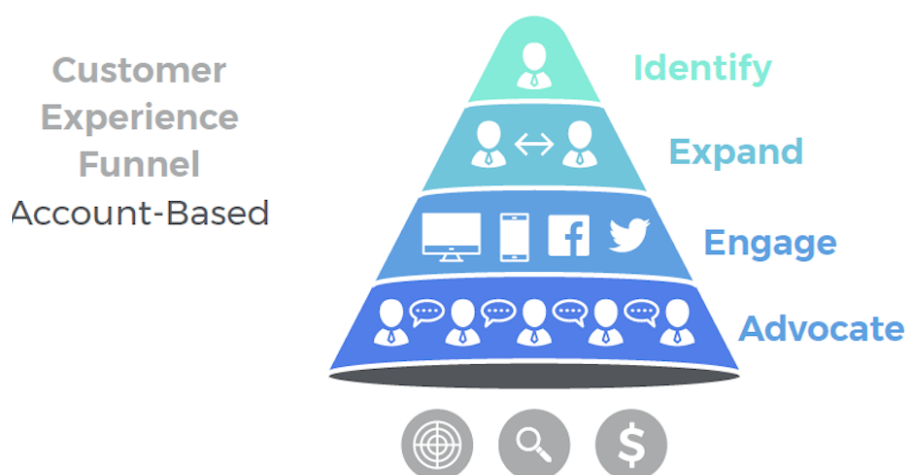 Customer
Experience
Funnel
Account-Based
Identify
Expand
Engage
Advocate